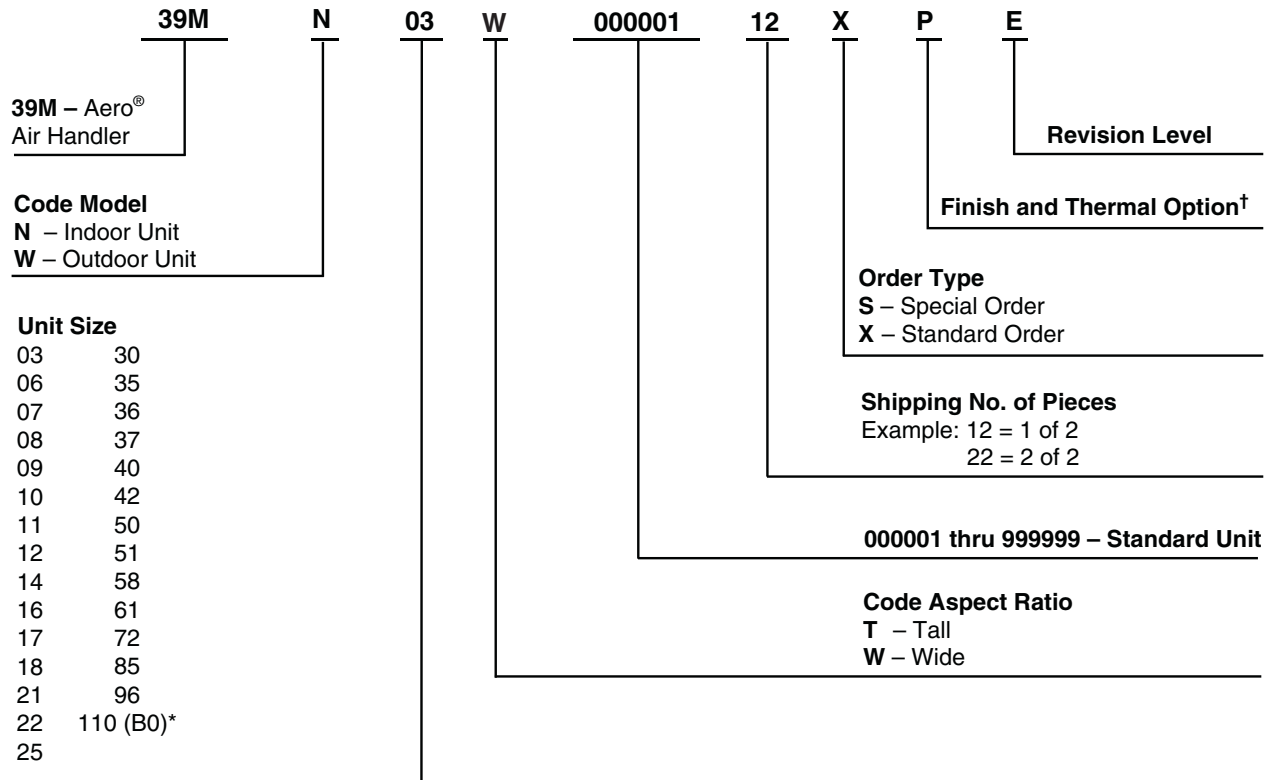 39M N 03 W 000001 12 X P E
39M – Aero®
Air Handler
Revision Level
Code Model
N – Indoor Unit
W – Outdoor Unit
Finish and Thermal Option†
Order Type
S – Special Order
X – Standard Order
Unit Size
03 30
06 35
07 36
08 37
09 40
10 42
11 50
12 51
14 58
16 61
17 72
18 85
21 96
22 110 (B0)*
25
Shipping No. of Pieces
Example: 12 = 1 of 2
22 = 2 of 2
000001 thru 999999 – Standard Unit
Code Aspect Ratio
T – Tall
W – Wide